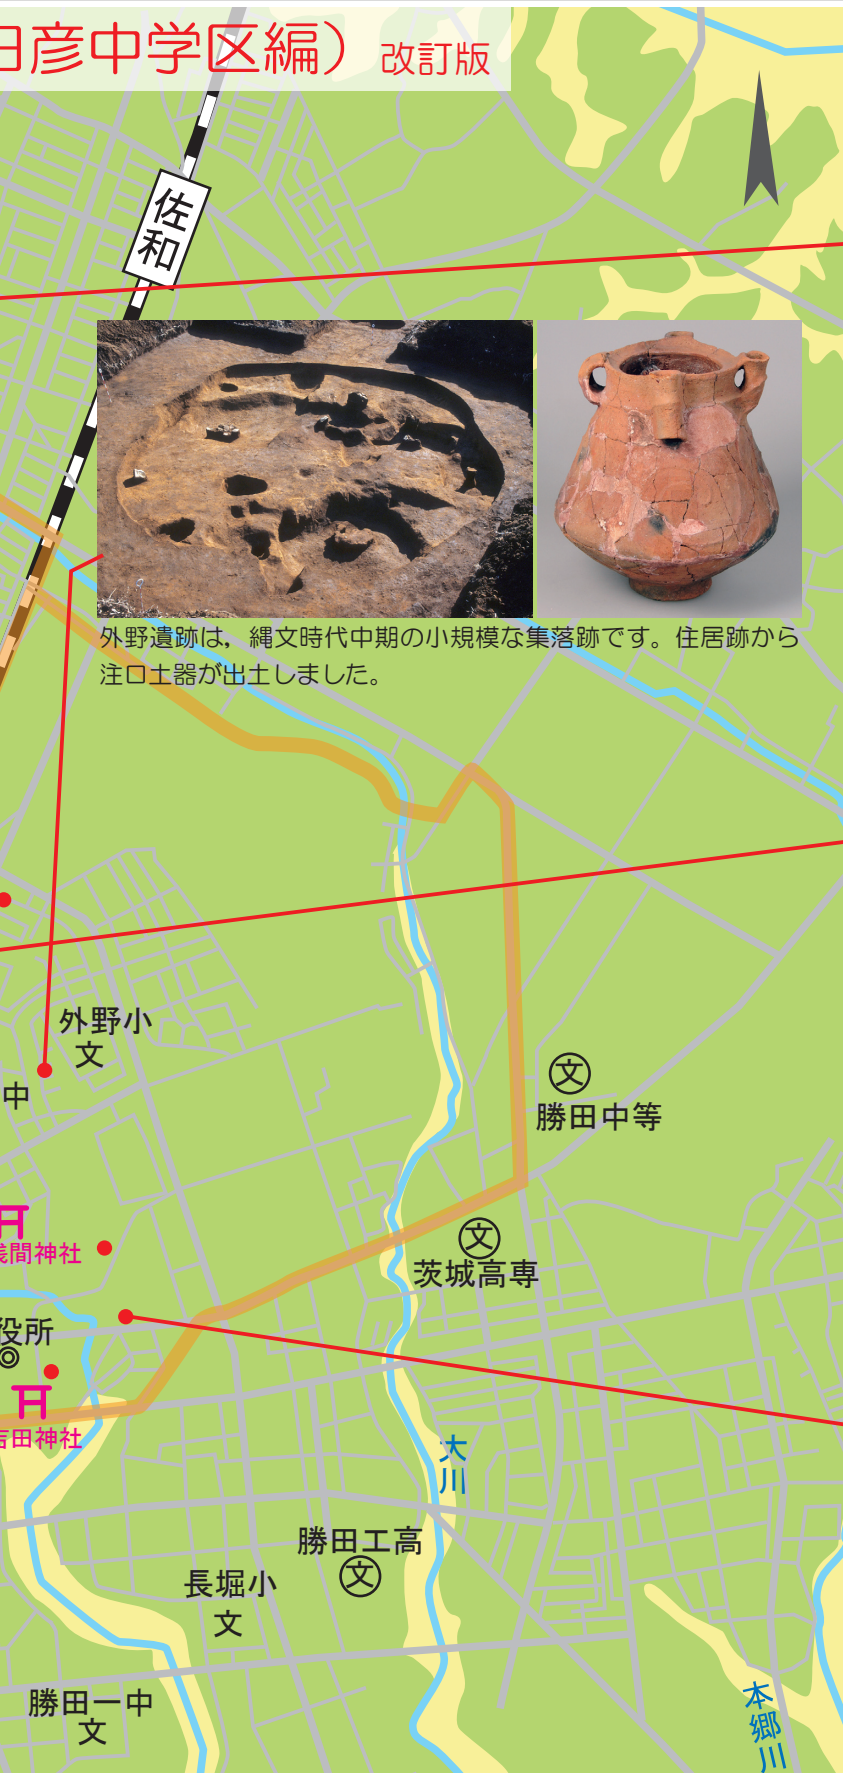 田彦中学区編）改訂版
佐和
外野遺跡は，縄文時代中期の小規模な集落跡です。住居跡から
注口土器が出土しました。
外野小
文
中
文
勝田中等
浅間神社
文
茨城高専
役所
吉田神社
大川
勝田工高
文
長堀小
文
勝田一中
文
本郷川